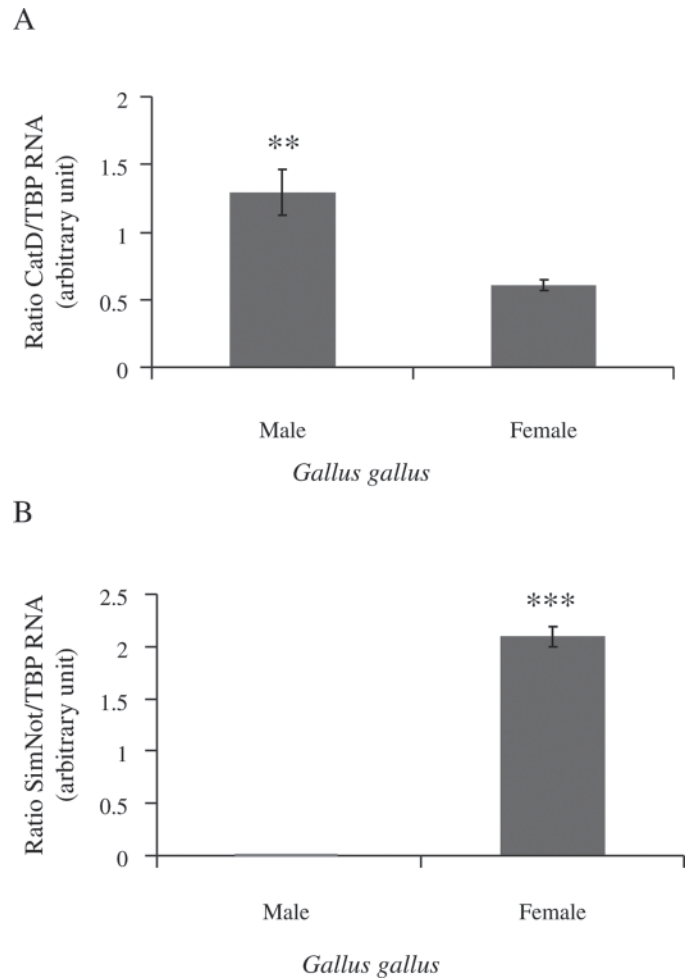 A
Ratio CatD/TBP RNA
(arbitrary unit)
2
1.5
1
0.5
0
**
Male
Female
Gallus gallus
B
Ratio SimNot/TBP RNA
(arbitrary unit)
2.5
2
1.5
1
0.5
0
***
Male
Female
Gallus gallus